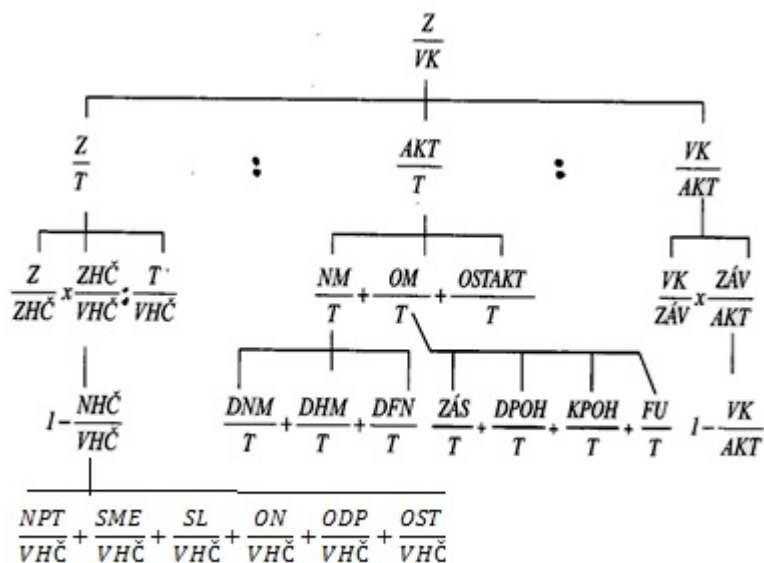 Z/VK
Z/T : AKT/T : VK/AKT
Z/ZHČ x ZHČ/VHČ : T/VHČ NM/T + OM/T + OSTAKT/T VK/ZÁV x ZÁV/AKT
1 - NHČ/VHČ DNM/T + DHM/T + DFN/T ZÁS/T + DPOH/T + KPOH/T + FU/T 1 - VK/AKT
NPT/VHČ + SME/VHČ + SL/VHČ + ON/VHČ + ODP/VHČ + OST/VHČ